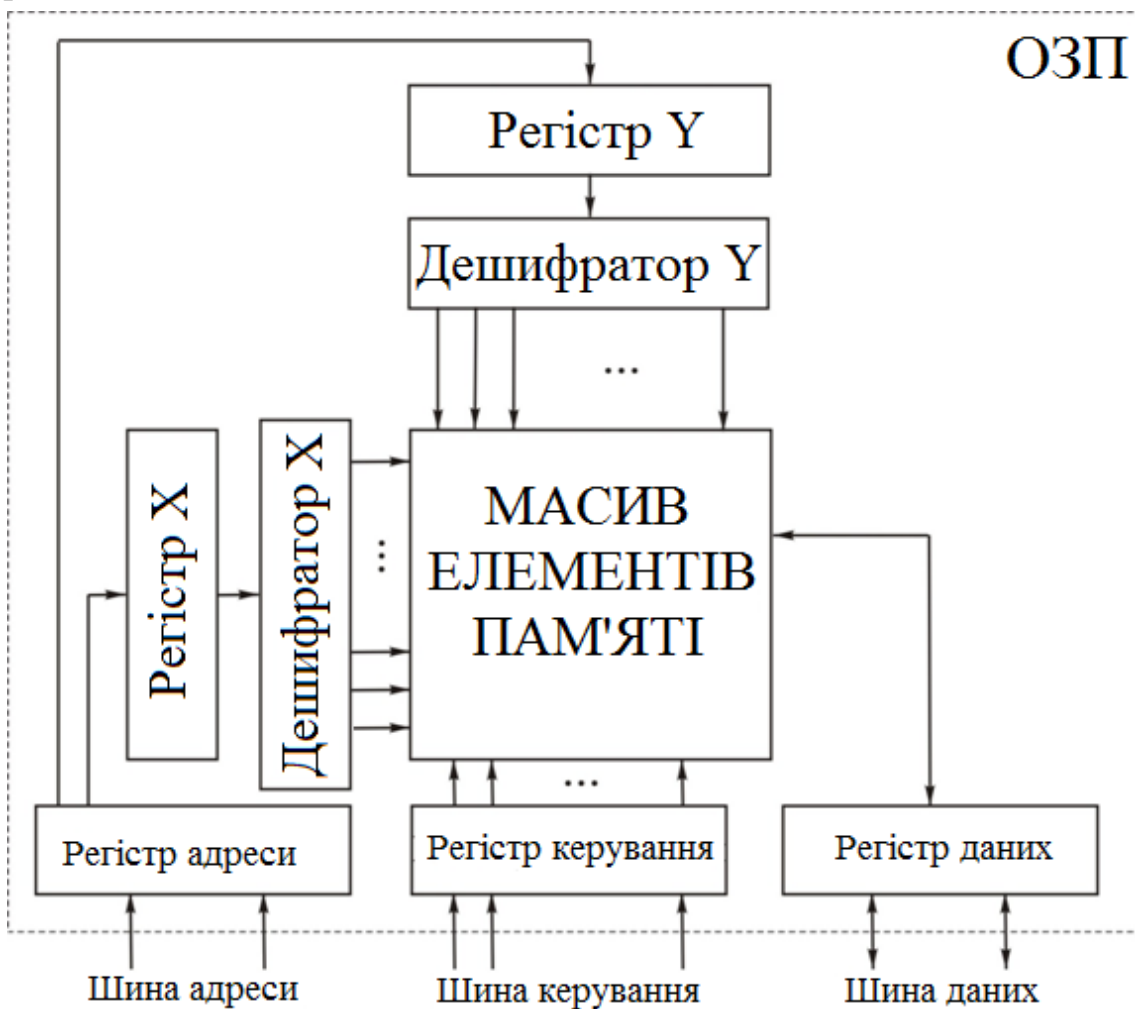 ОЗП
Регістр Y
Дешифратор Y
...
Регістр X
Дешифратор X
...
МАСИВ
ЕЛЕМЕНТІВ
ПАМ'ЯТІ
...
Регістр адреси
Регістр керування
Регістр даних
Шина адреси
Шина керування
Шина даних